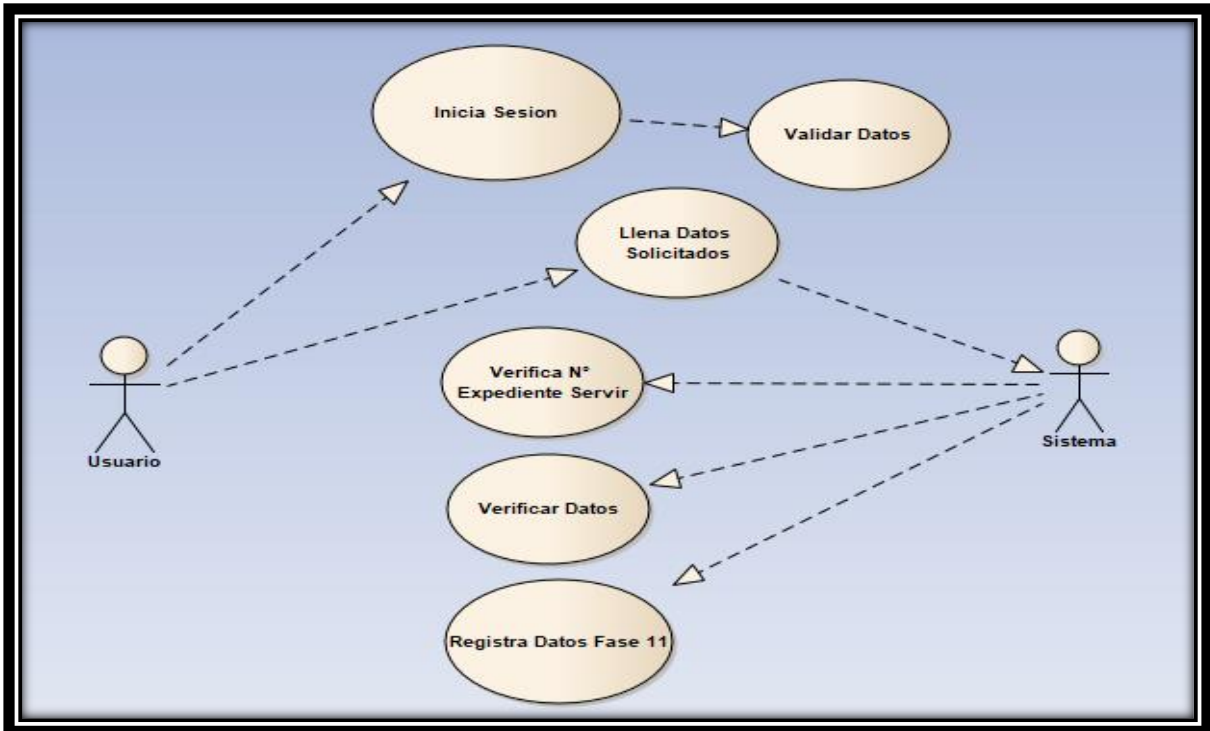 Inicia Sesion
Validar Datos
Llena Datos
Solicitados
Verifica N°
Expediente Servir
Usuario
Sistema
Verificar Datos
Registra Datos Fase 11